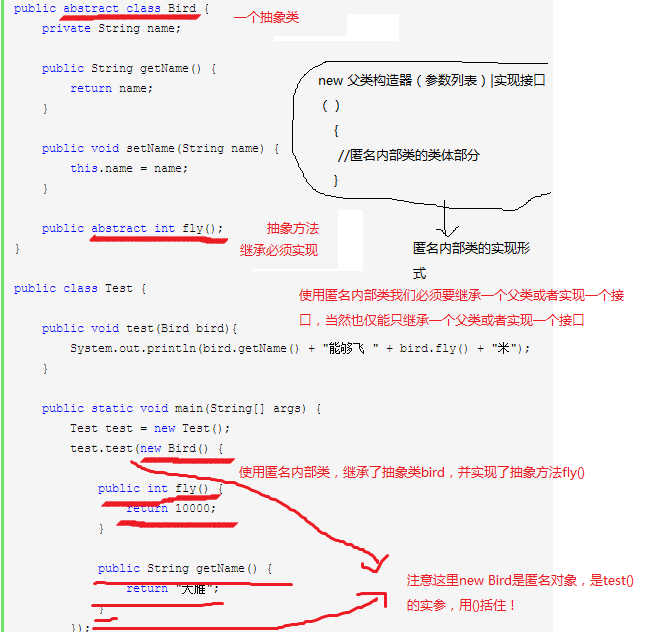 public abstract class Bird {
一个抽象类
private String name;
public String getName() {
return name;
}
new 父类构造器（参数列表）|实现接口
（ ）
{
//匿名内部类的类体部分
}
public void setName(String name) {
this.name = name;
}
public abstract int fly();
抽象方法
继承必须实现
}
匿名内部类的实现形
式
public class Test {
使用匿名内部类我们必须要继承一个父类或者实现一个接
口，当然也仅能只继承一个父类或者实现一个接口
public void test(Bird bird){
System.out.println(bird.getName() + "能够飞 " + bird.fly() + "米");
}
public static void main(String[] args) {
Test test = new Test();
test.test(new Bird() {
使用匿名内部类，继承了抽象类bird，并实现了抽象方法fly()
public int fly() {
return 10000;
}
public String getName() {
return "大雁";
}
});
注意这里new Bird是匿名对象，是test()
的实参，用()括住！